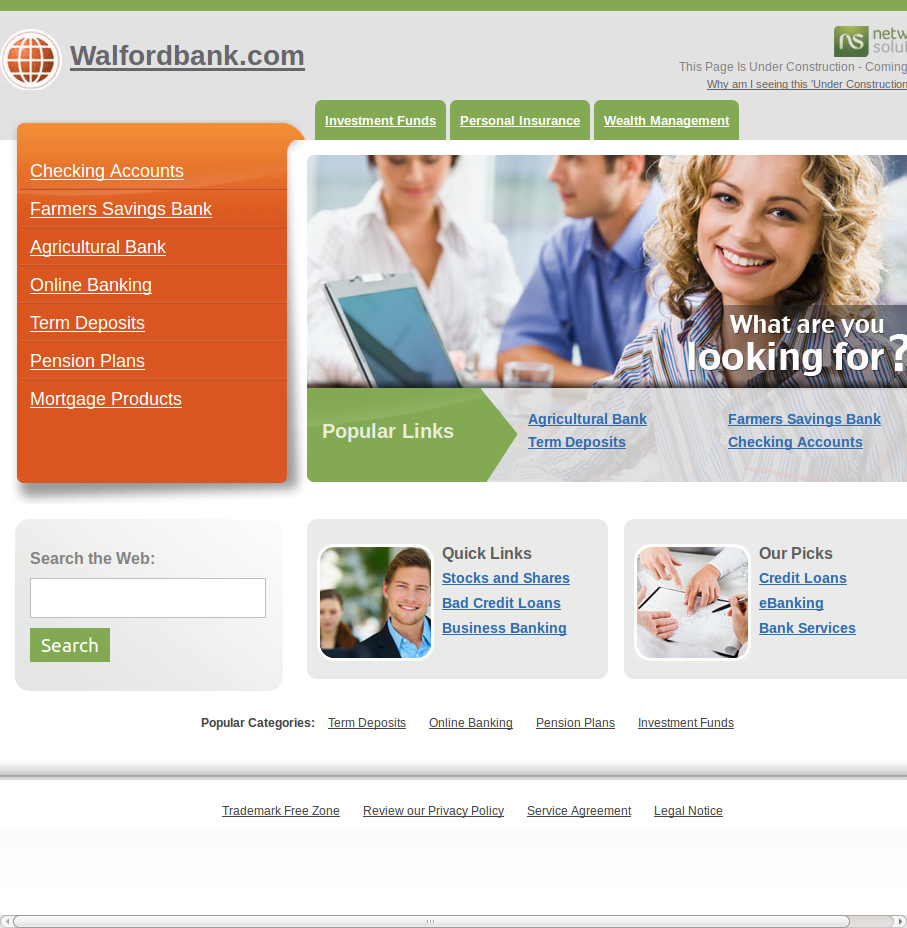 Walfordbank.com
This Page Is Under Construction - Coming
Why am I seeing this 'Under Construction
Investment Funds
Personal Insurance
Wealth Management
Checking Accounts
Farmers Savings Bank
Agricultural Bank
Online Banking
Term Deposits
Pension Plans
Mortgage Products
What are you
looking for?
Popular Links
Agricultural Bank
Farmers Savings Bank
Term Deposits
Checking Accounts
Search the Web:
Search
Quick Links
Stocks and Shares
Bad Credit Loans
Business Banking
Our Picks
Credit Loans
eBanking
Bank Services
Popular Categories: Term Deposits Online Banking Pension Plans Investment Funds
Trademark Free Zone Review our Privacy Policy Service Agreement Legal Notice